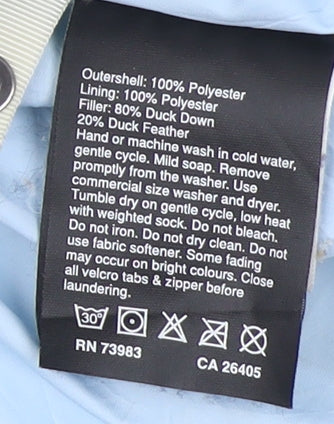 Outershell: 100% Polyester
Lining: 100% Polyester
Filler: 80% Duck Down
20% Duck Feather
Hand or machine wash in cold water,
gentle cycle. Mild soap. Remove
promptly from the washer. Use
commercial size washer and dryer.
Tumble dry on gentle cycle, low heat
with weighted sock. Do not bleach.
Do not iron. Do not dry clean. Do not
use fabric softener. Some fading
may occur on bright colours. Close
all velcro tabs & zipper before
laundering.
30°
RN 73983 CA 26405